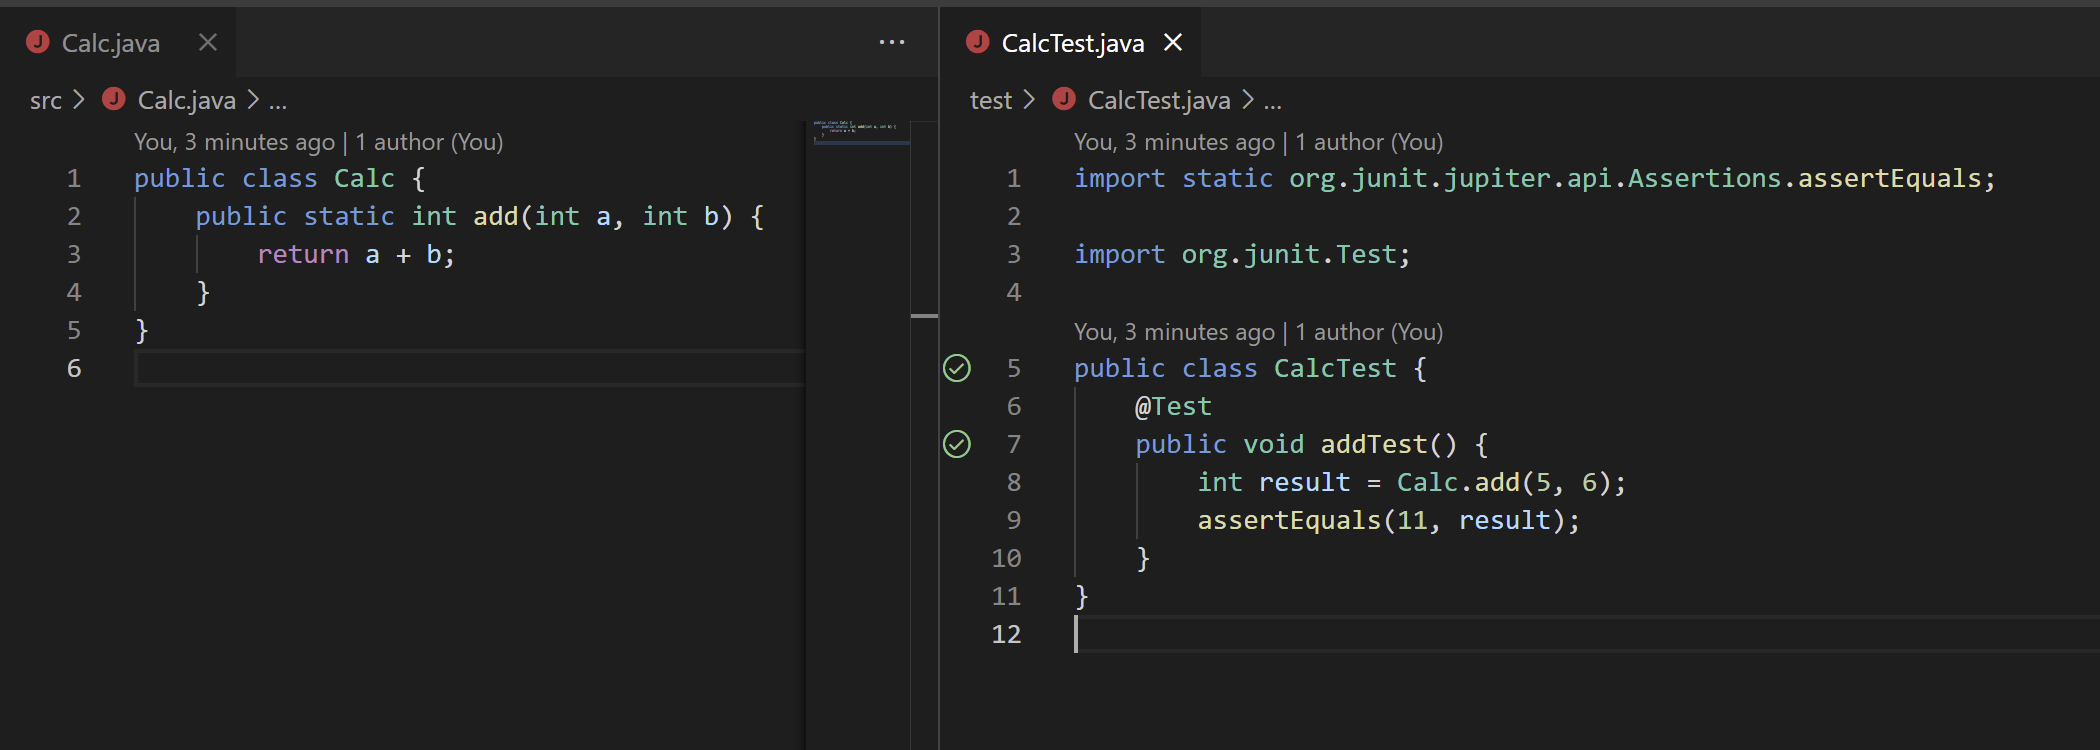 Calc.java
src > Calc.java > ...
You, 3 minutes ago | 1 author (You)
1 public class Calc {
2     public static int add(int a, int b) {
3         return a + b;
4     }
5 }
6
CalcTest.java
test > CalcTest.java > ...
You, 3 minutes ago | 1 author (You)
1 import static org.junit.jupiter.api.Assertions.assertEquals;
2
3 import org.junit.Test;
4
You, 3 minutes ago | 1 author (You)
5 public class CalcTest {
6     @Test
7     public void addTest() {
8         int result = Calc.add(5, 6);
9         assertEquals(11, result);
10     }
11 }
12